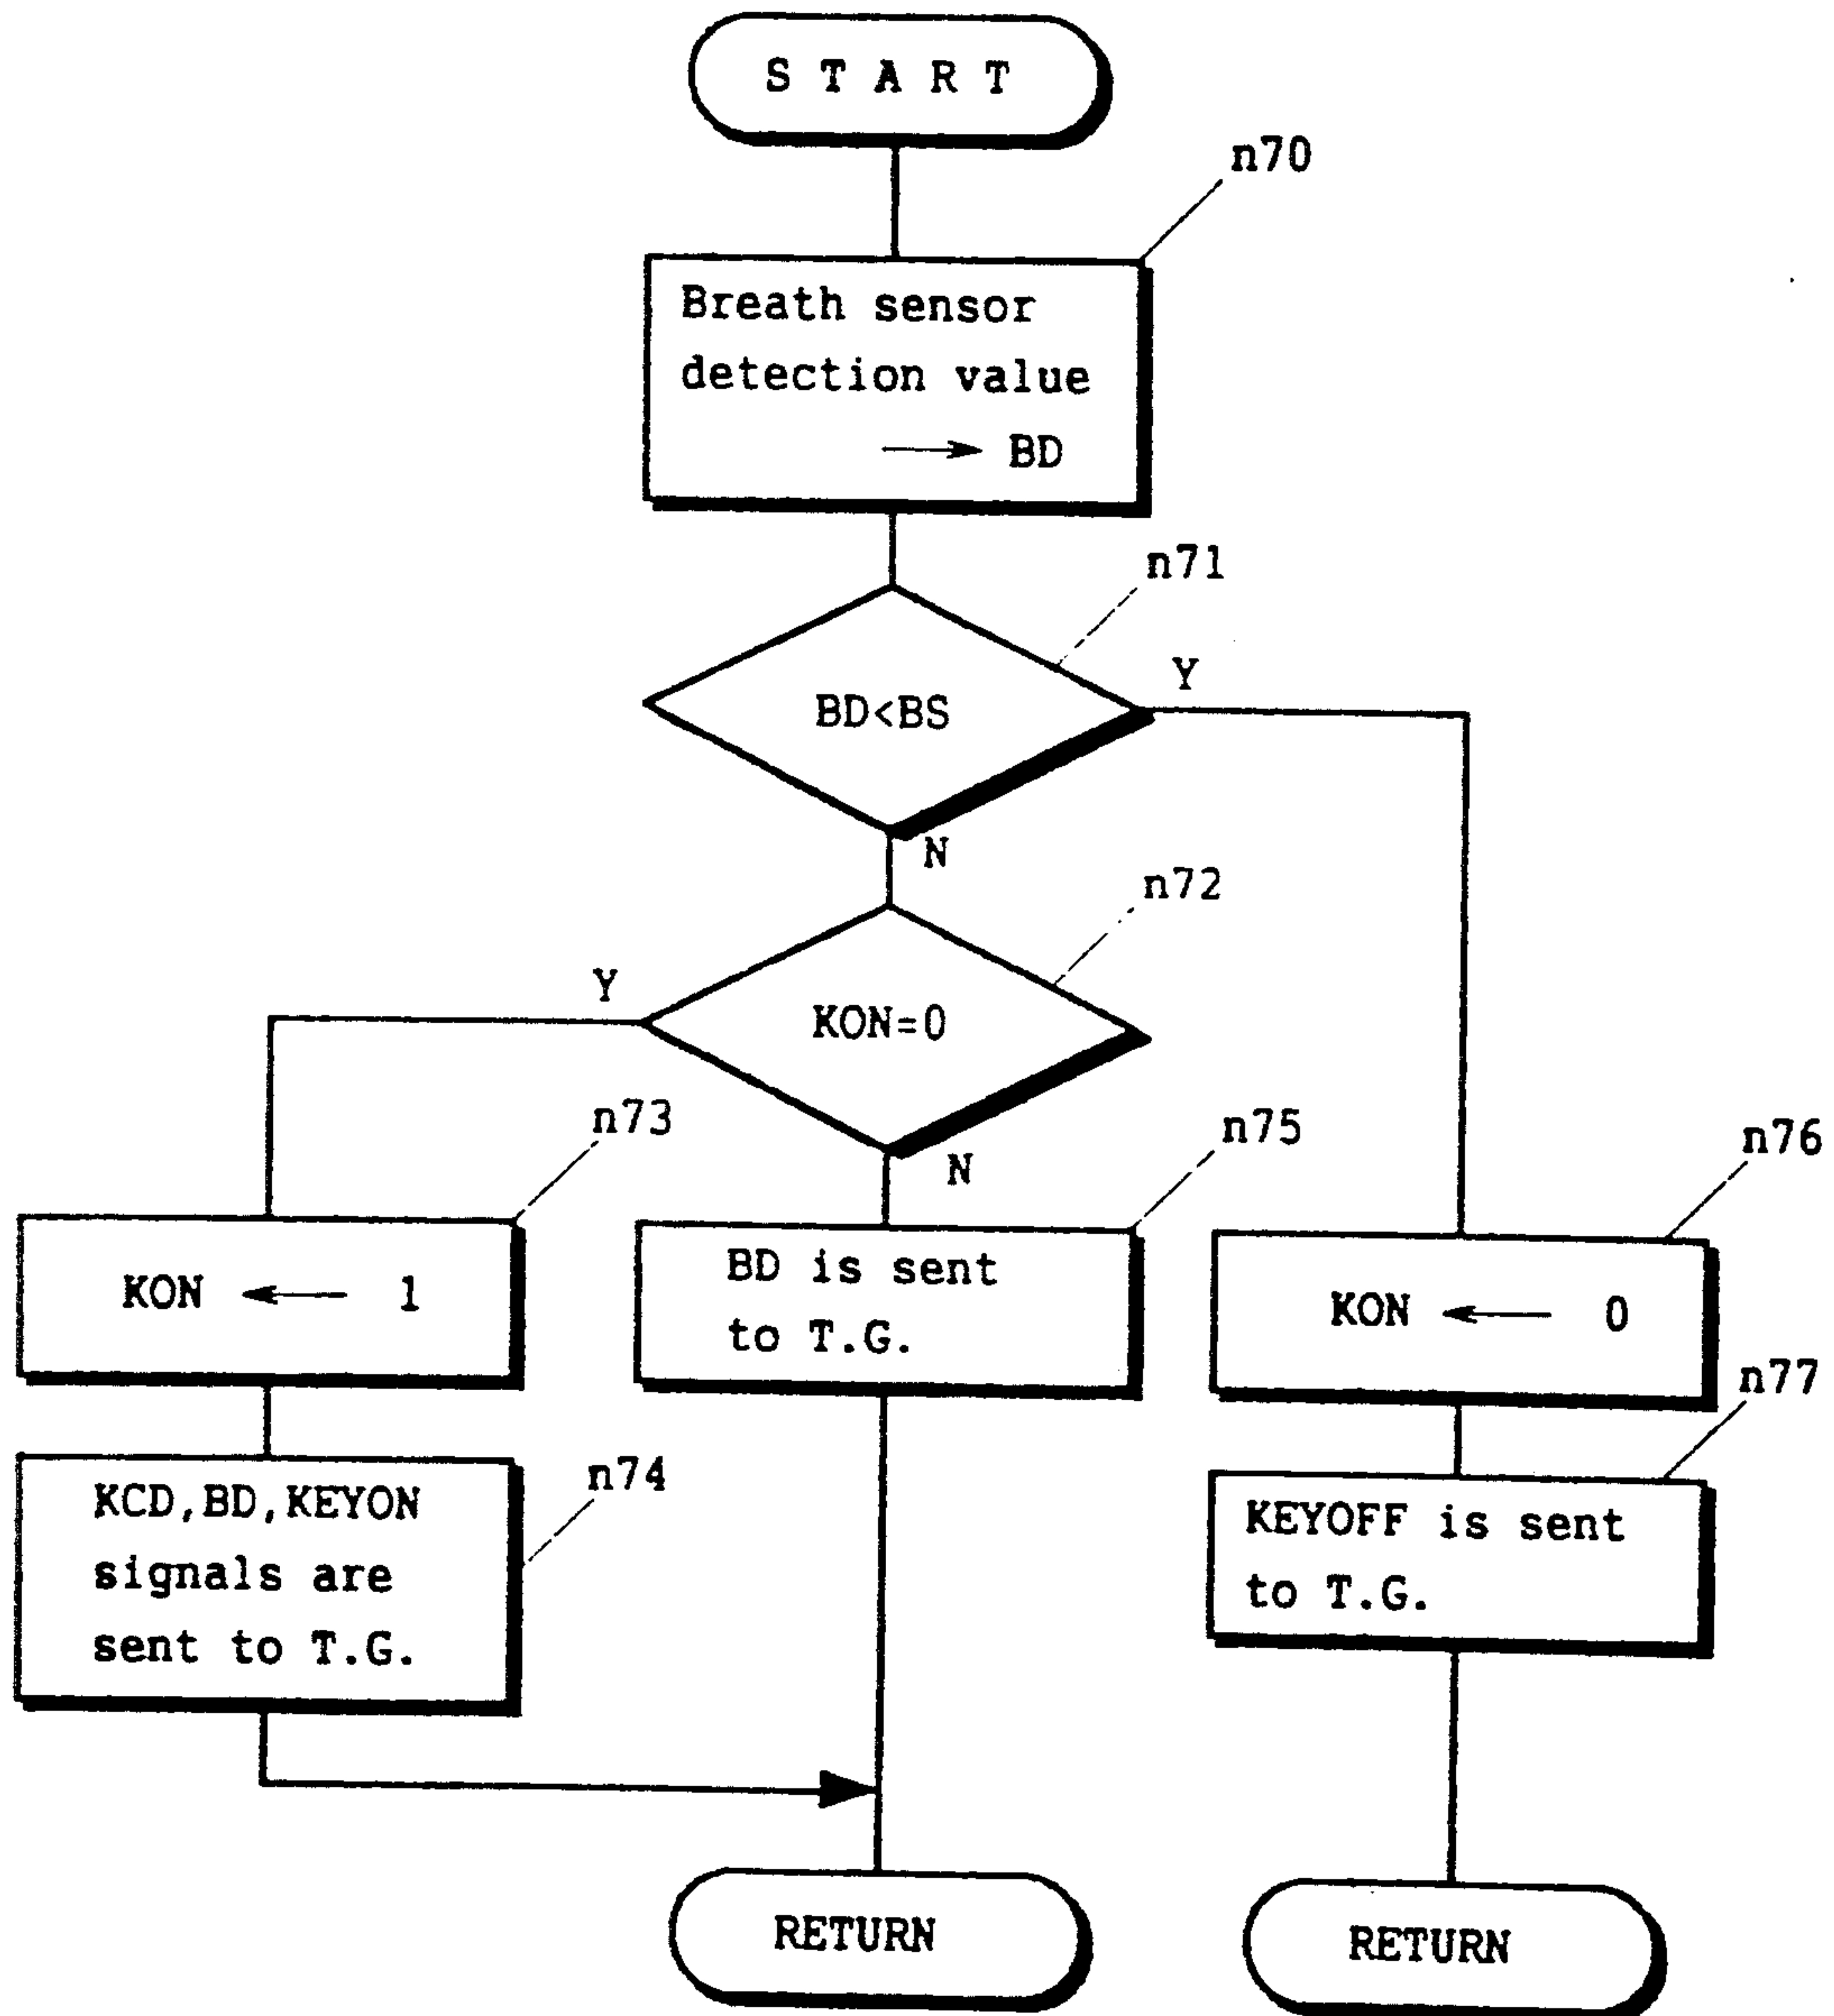 START
n70
Breath sensor
detection value
→ BD
n71
BD<BS
Y
N
n72
KON=0
Y
N
n73
KON ← 1
n74
KCD,BD,KEYON
signals are
sent to T.G.
n75
BD is sent
to T.G.
n76
KON ← 0
n77
KEYOFF is sent
to T.G.
RETURN
RETURN